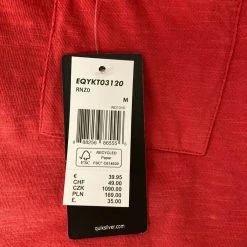 EQYKT03120
RNZ0
M
RECYCLED
Paper
FSC
€ 39.95
CHF 49.00
CZK 1090.00
PLN 169.00
£ 35.00
quiksilver.com